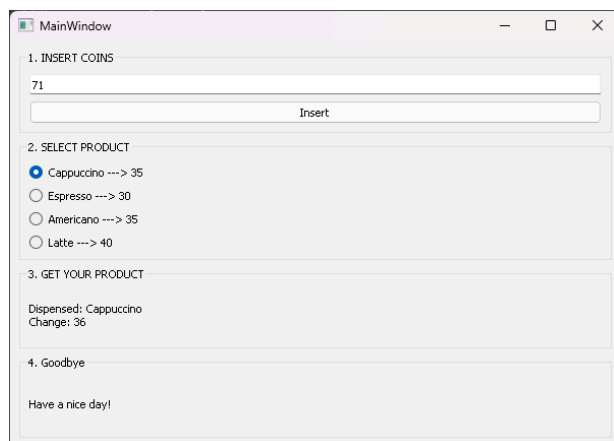 MainWindow
1. INSERT COINS
71
Insert
2. SELECT PRODUCT
Cappuccino ---> 35
Espresso ---> 30
Americano ---> 35
Latte ---> 40
3. GET YOUR PRODUCT
Dispensed: Cappuccino
Change: 36
4. Goodbye
Have a nice day!